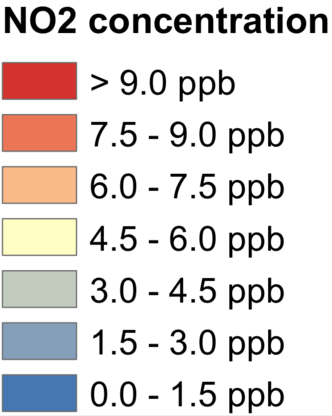 NO2 concentration
> 9.0 ppb
7.5 - 9.0 ppb
6.0 - 7.5 ppb
4.5 - 6.0 ppb
3.0 - 4.5 ppb
1.5 - 3.0 ppb
0.0 - 1.5 ppb